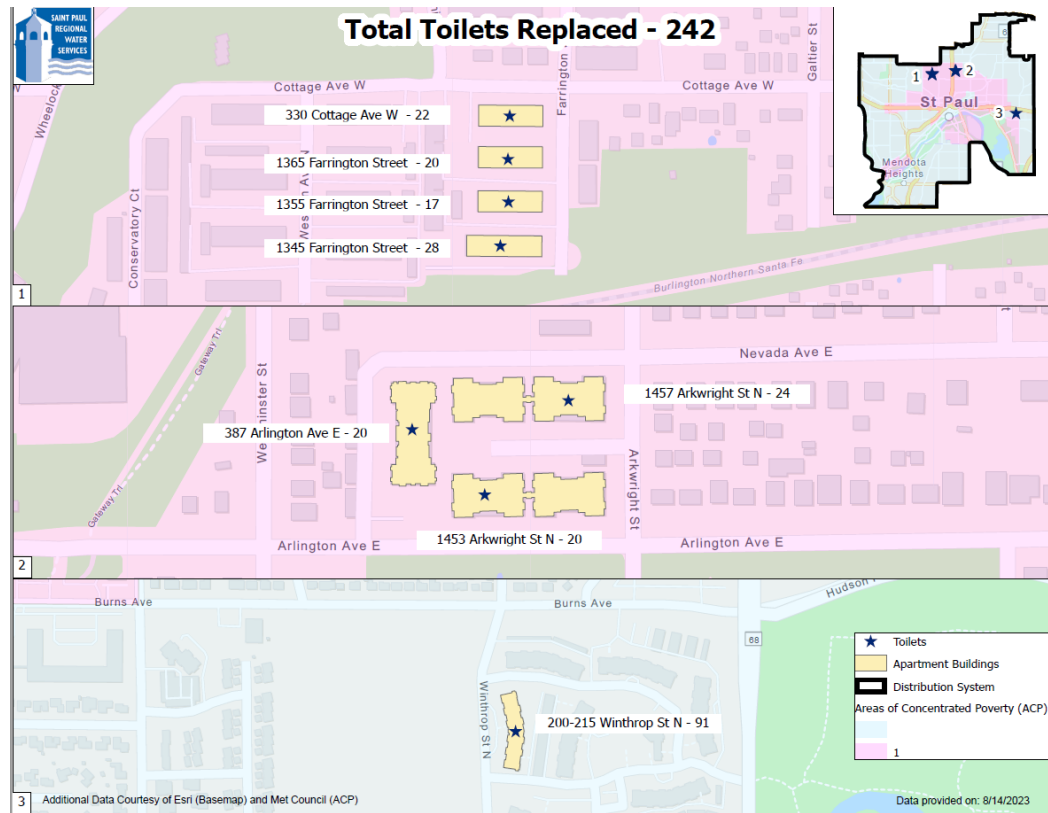 SAINT PAUL
REGIONAL
WATER
SERVICES
Total Toilets Replaced - 242
Galtier St
Cottage Ave W
Cottage Ave W
330 Cottage Ave W - 22
1365 Farrington Street - 20
1355 Farrington Street - 17
1345 Farrington Street - 28
Conservatory Ct
Burlington Northern Santa Fe
1
1
2
3
St Paul
Mendota
Heights
Gateway Trl
Gateway Trl
Nevada Ave E
1457 Arkwright St N - 24
387 Arlington Ave E - 20
Arkwright St
1453 Arkwright St N - 20
Arlington Ave E
Arlington Ave E
2
Burns Ave
Burns Ave
Hudson
68
Winthrop St N
200-215 Winthrop St N - 91
Toilets
Apartment Buildings
Distribution System
Areas of Concentrated Poverty (ACP)
1
3
Additional Data Courtesy of Esri (Basemap) and Met Council (ACP)
Data provided on: 8/14/2023